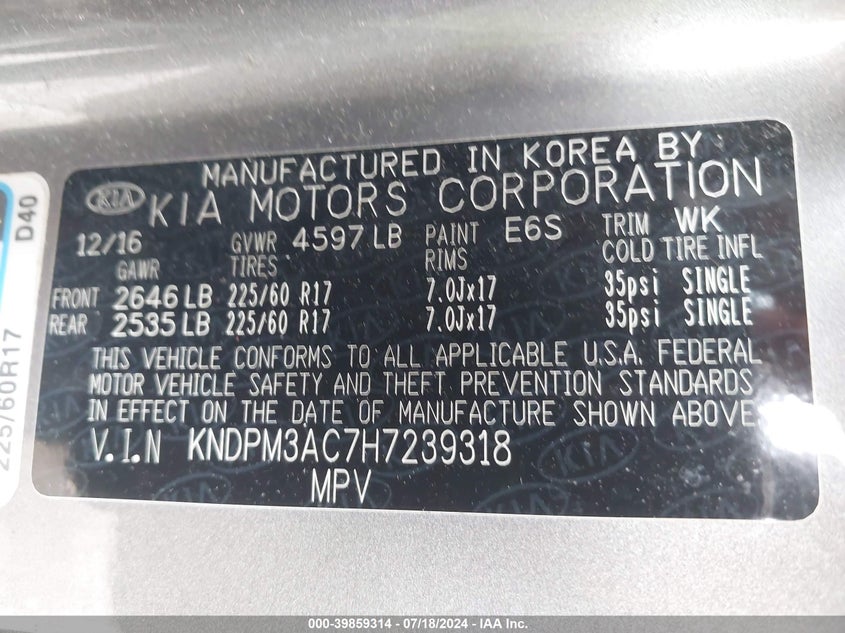 MANUFACTURED IN KOREA BY
KIA KIA MOTORS CORPORATION
12/16 GVWR 4597 LB PAINT E6S TRIM WK
GAWR TIRES RIMS COLD TIRE INFL
FRONT 2646 LB 225/60 R17 7.0Jx17 35psi SINGLE
REAR 2535 LB 225/60 R17 7.0Jx17 35psi SINGLE
THIS VEHICLE CONFORMS TO ALL APPLICABLE U.S.A. FEDERAL
MOTOR VEHICLE SAFETY AND THEFT PREVENTION STANDARDS
IN EFFECT ON THE DATE OF MANUFACTURE SHOWN ABOVE
V.I.N KNDPM3AC7H7239318
MPV
D40
225/60R17
000-39859314 - 07/18/2024 - IAAI.com